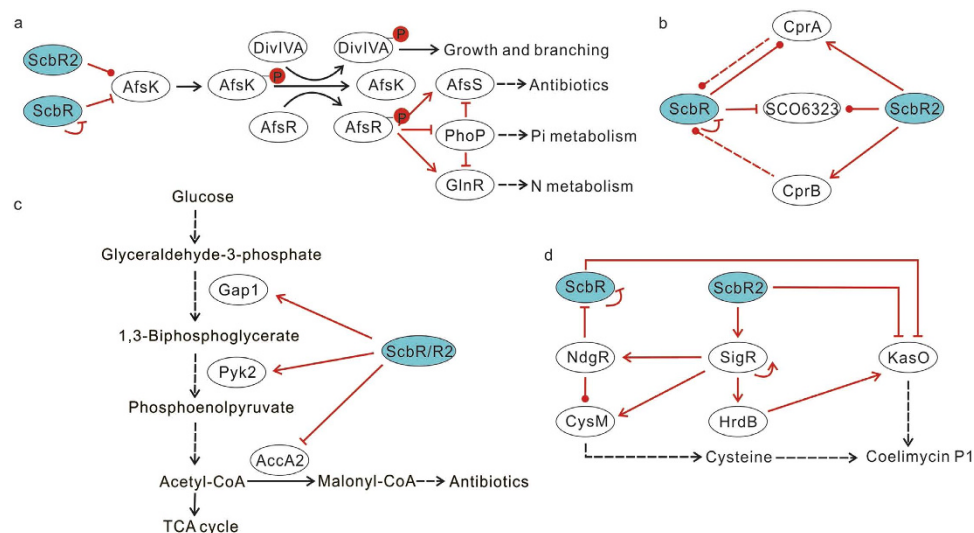 a
ScbR2
ScbR
AfsK
AfsK
P
DivIVA
DivIVA
P
Growth and branching
AfsK
AfsR
AfsR
P
AfsS
Antibiotics
PhoP
Pi metabolism
GlnR
N metabolism
b
CprA
ScbR
SCO6323
ScbR2
CprB
c
Glucose
Glyceraldehyde-3-phosphate
Gap1
1,3-Biphosphoglycerate
ScbR/R2
Pyk2
Phosphoenolpyruvate
AccA2
Acetyl-CoA
Malonyl-CoA
Antibiotics
TCA cycle
d
ScbR
ScbR2
NdgR
SigR
KasO
CysM
HrdB
Cysteine
Coelimycin P1